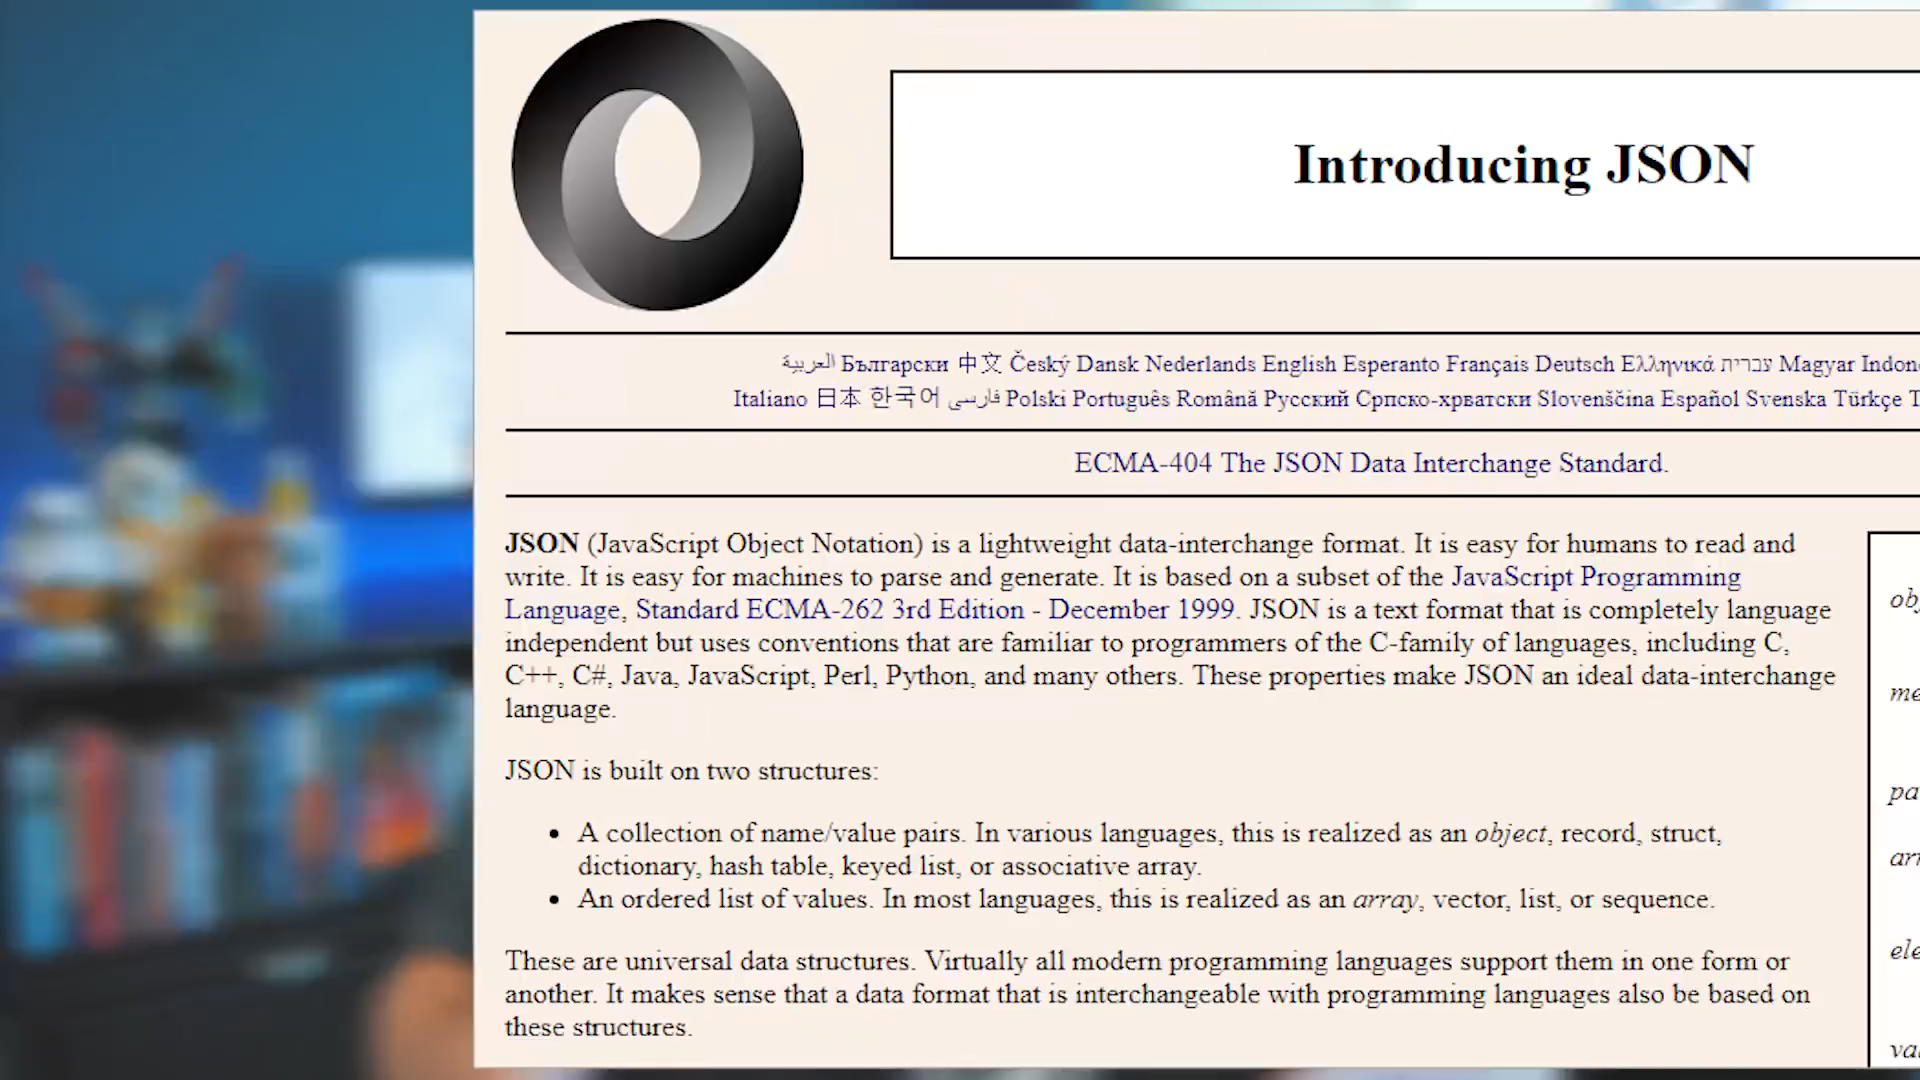 Introducing JSON
العربية Български 中文 Český Dansk Nederlands English Esperanto Français Deutsch Ελληνικά עברית Magyar Indon
Italiano 日本 한국어 فارسی Polski Português Română Русский Српско-хрватски Slovenščina Español Svenska Türkçe T
ECMA-404 The JSON Data Interchange Standard.
JSON (JavaScript Object Notation) is a lightweight data-interchange format. It is easy for humans to read and
write. It is easy for machines to parse and generate. It is based on a subset of the JavaScript Programming
Language, Standard ECMA-262 3rd Edition - December 1999. JSON is a text format that is completely language
independent but uses conventions that are familiar to programmers of the C-family of languages, including C,
C++, C#, Java, JavaScript, Perl, Python, and many others. These properties make JSON an ideal data-interchange
language.
JSON is built on two structures:
• A collection of name/value pairs. In various languages, this is realized as an object, record, struct,
dictionary, hash table, keyed list, or associative array.
• An ordered list of values. In most languages, this is realized as an array, vector, list, or sequence.
These are universal data structures. Virtually all modern programming languages support them in one form or
another. It makes sense that a data format that is interchangeable with programming languages also be based on
these structures.
ob
me
pa
arr
ele
val